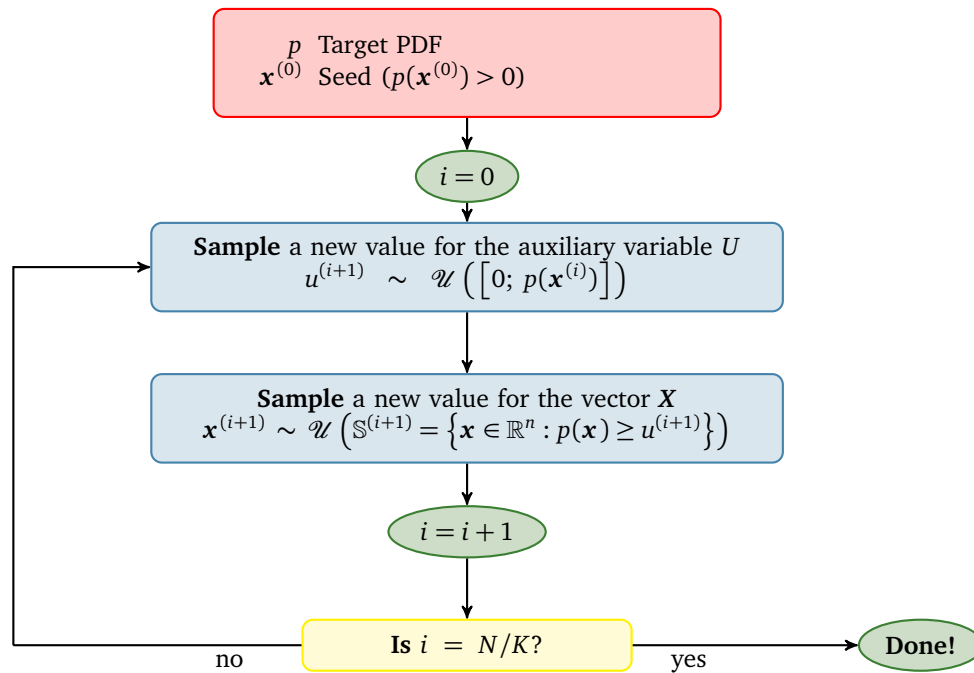 p Target PDF
𝒙^(0) Seed (p(𝒙^(0)) > 0)
i = 0
Sample a new value for the auxiliary variable U
u^(i+1) ∼ 𝒰([0; p(𝒙^(i))])
Sample a new value for the vector X
𝒙^(i+1) ∼ 𝒰(𝕊^(i+1) = {𝒙 ∈ ℝ^n : p(𝒙) ≥ u^(i+1)})
i = i + 1
Is i = N/K?
no
yes
Done!